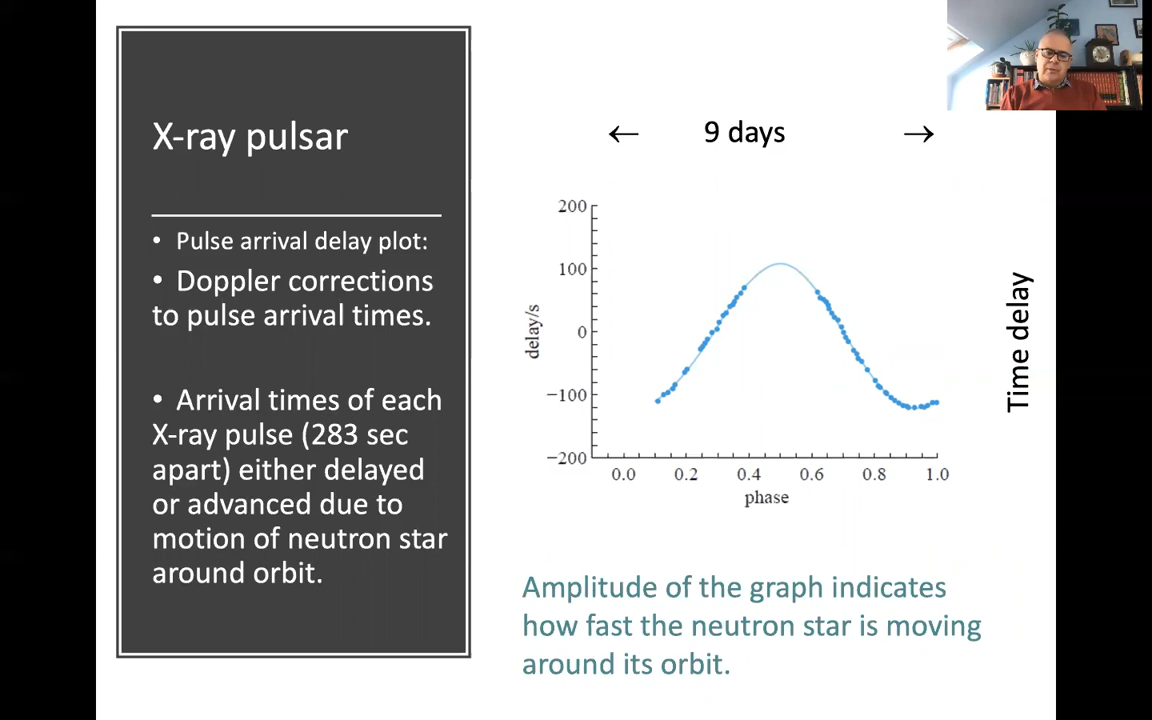 X-ray pulsar
• Pulse arrival delay plot:
• Doppler corrections
to pulse arrival times.
• Arrival times of each
X-ray pulse (283 sec
apart) either delayed
or advanced due to
motion of neutron star
around orbit.
← 9 days →
200
100
0
−100
−200
delay/s
0.0 0.2 0.4 0.6 0.8 1.0
phase
Time delay
Amplitude of the graph indicates
how fast the neutron star is moving
around its orbit.